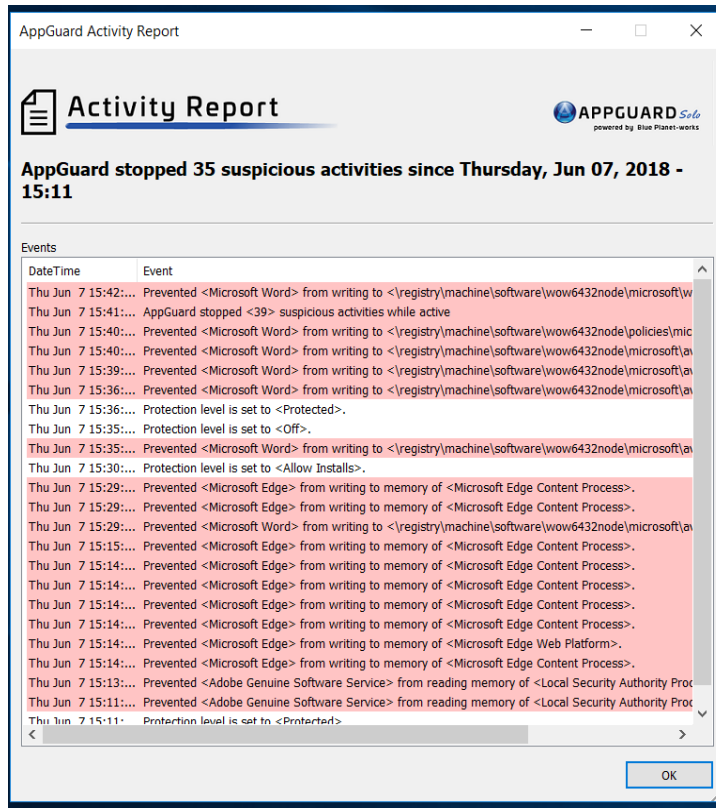 AppGuard Activity Report
Activity Report
APPGUARD Solo
powered by Blue Planet-works
AppGuard stopped 35 suspicious activities since Thursday, Jun 07, 2018 -
15:11
Events
DateTime Event
Thu Jun 7 15:42:... Prevented <Microsoft Word> from writing to <\registry\machine\software\wow6432node\microsoft\w
Thu Jun 7 15:41:... AppGuard stopped <39> suspicious activities while active
Thu Jun 7 15:40:... Prevented <Microsoft Word> from writing to <\registry\machine\software\wow6432node\policies\mic
Thu Jun 7 15:40:... Prevented <Microsoft Word> from writing to <\registry\machine\software\wow6432node\microsoft\av
Thu Jun 7 15:39:... Prevented <Microsoft Word> from writing to <\registry\machine\software\wow6432node\microsoft\av
Thu Jun 7 15:36:... Prevented <Microsoft Word> from writing to <\registry\machine\software\wow6432node\microsoft\av
Thu Jun 7 15:36:... Protection level is set to <Protected>.
Thu Jun 7 15:35:... Protection level is set to <Off>.
Thu Jun 7 15:35:... Prevented <Microsoft Word> from writing to <\registry\machine\software\wow6432node\microsoft\av
Thu Jun 7 15:30:... Protection level is set to <Allow Installs>.
Thu Jun 7 15:29:... Prevented <Microsoft Edge> from writing to memory of <Microsoft Edge Content Process>.
Thu Jun 7 15:29:... Prevented <Microsoft Edge> from writing to memory of <Microsoft Edge Content Process>.
Thu Jun 7 15:29:... Prevented <Microsoft Word> from writing to <\registry\machine\software\wow6432node\microsoft\av
Thu Jun 7 15:15:... Prevented <Microsoft Edge> from writing to memory of <Microsoft Edge Content Process>.
Thu Jun 7 15:14:... Prevented <Microsoft Edge> from writing to memory of <Microsoft Edge Content Process>.
Thu Jun 7 15:14:... Prevented <Microsoft Edge> from writing to memory of <Microsoft Edge Content Process>.
Thu Jun 7 15:14:... Prevented <Microsoft Edge> from writing to memory of <Microsoft Edge Content Process>.
Thu Jun 7 15:14:... Prevented <Microsoft Edge> from writing to memory of <Microsoft Edge Content Process>.
Thu Jun 7 15:14:... Prevented <Microsoft Edge> from writing to memory of <Microsoft Edge Web Platform>.
Thu Jun 7 15:14:... Prevented <Microsoft Edge> from writing to memory of <Microsoft Edge Content Process>.
Thu Jun 7 15:13:... Prevented <Adobe Genuine Software Service> from reading memory of <Local Security Authority Proc
Thu Jun 7 15:11:... Prevented <Adobe Genuine Software Service> from reading memory of <Local Security Authority Proc
Thu Jun 7 15:11: Protection level is set to <Protected>
OK